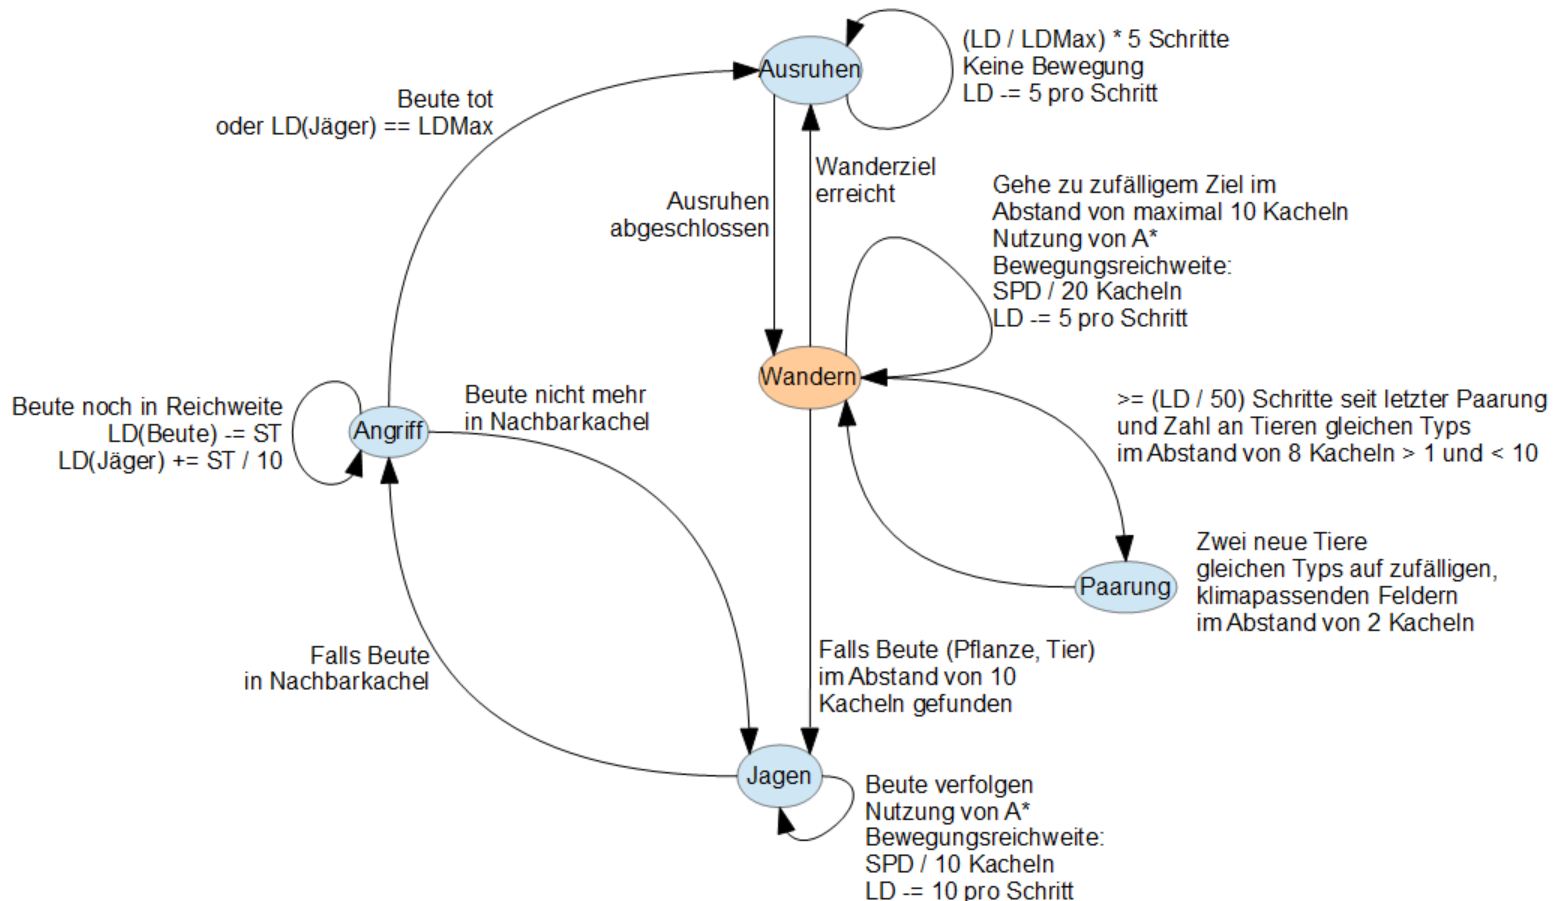 Ausruhen
(LD / LDMax) * 5 Schritte
Keine Bewegung
LD -= 5 pro Schritt
Beute tot
oder LD(Jäger) == LDMax
Wanderziel
erreicht
Ausruhen
abgeschlossen
Gehe zu zufälligem Ziel im
Abstand von maximal 10 Kacheln
Nutzung von A*
Bewegungsreichweite:
SPD / 20 Kacheln
LD -= 5 pro Schritt
Wandern
Beute noch in Reichweite
LD(Beute) -= ST
LD(Jäger) += ST / 10
Angriff
Beute nicht mehr
in Nachbarkachel
>= (LD / 50) Schritte seit letzter Paarung
und Zahl an Tieren gleichen Typs
im Abstand von 8 Kacheln > 1 und < 10
Paarung
Zwei neue Tiere
gleichen Typs auf zufälligen,
klimapassenden Feldern
im Abstand von 2 Kacheln
Falls Beute
in Nachbarkachel
Falls Beute (Pflanze, Tier)
im Abstand von 10
Kacheln gefunden
Jagen
Beute verfolgen
Nutzung von A*
Bewegungsreichweite:
SPD / 10 Kacheln
LD -= 10 pro Schritt